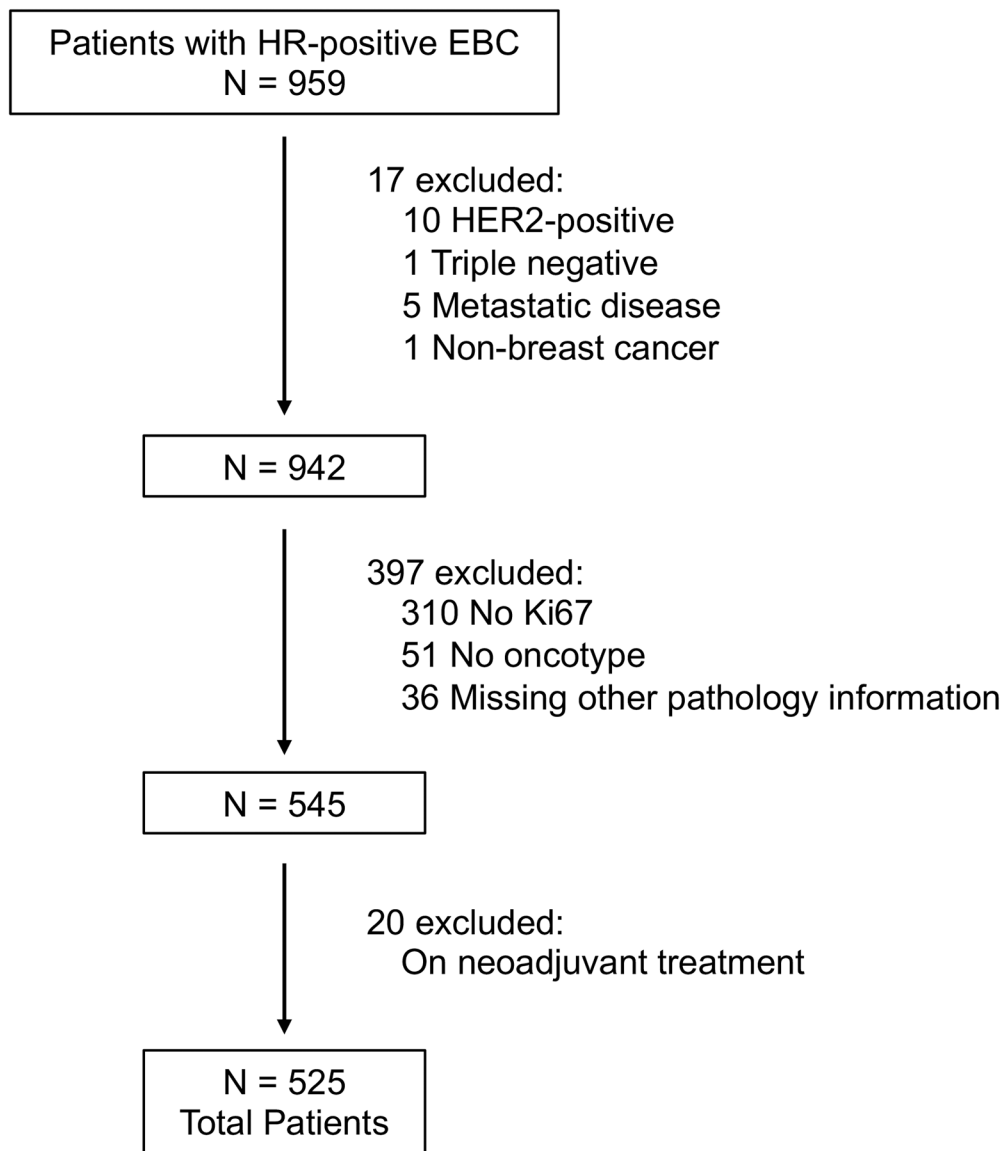 Patients with HR-positive EBC
N = 959
17 excluded:
10 HER2-positive
1 Triple negative
5 Metastatic disease
1 Non-breast cancer
N = 942
397 excluded:
310 No Ki67
51 No oncotype
36 Missing other pathology information
N = 545
20 excluded:
On neoadjuvant treatment
N = 525
Total Patients